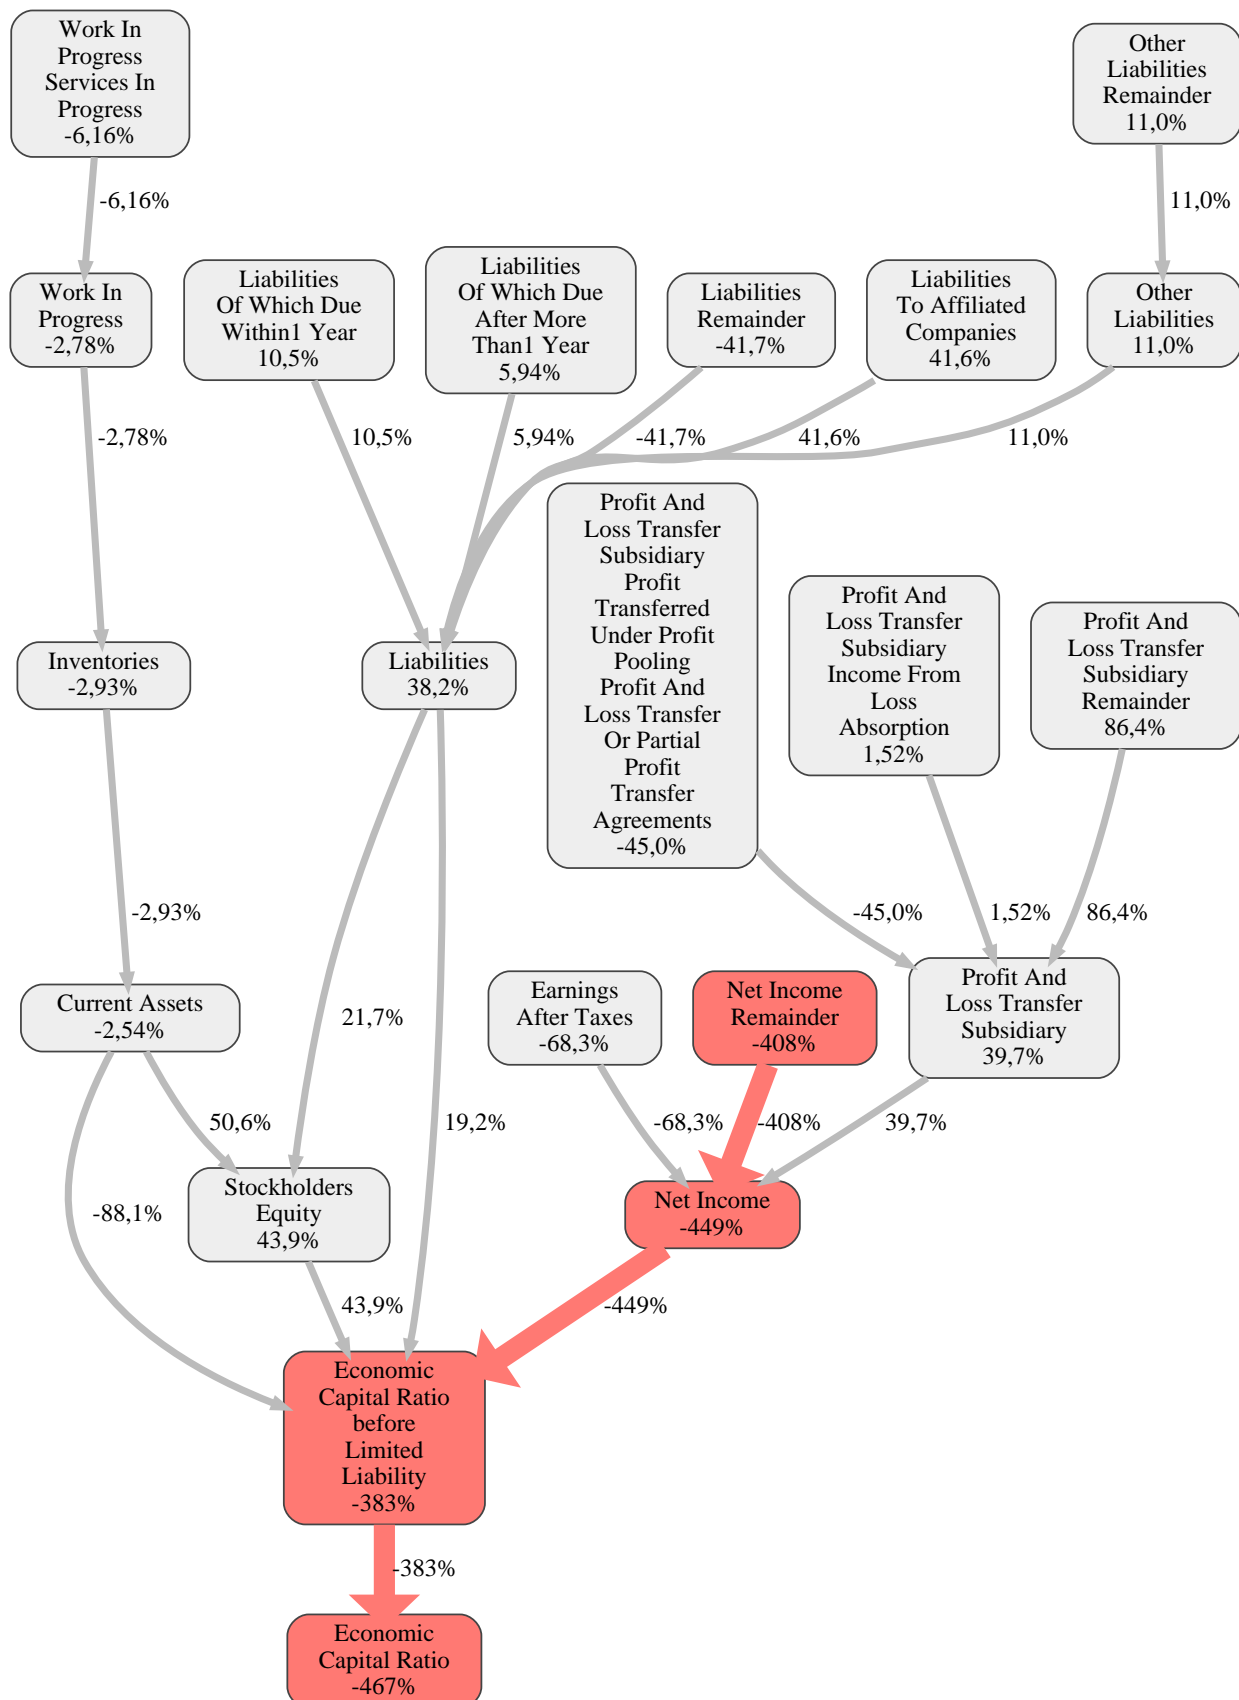 Work In
Progress
Services In
Progress
-6,16%
Other
Liabilities
Remainder
11,0%
-6,16%
11,0%
Work In
Progress
-2,78%
Liabilities
Of Which Due
Within1 Year
10,5%
Liabilities
Of Which Due
After More
Than1 Year
5,94%
Liabilities
Remainder
-41,7%
Liabilities
To Affiliated
Companies
41,6%
Other
Liabilities
11,0%
-2,78%
10,5%
5,94%
-41,7%
41,6%
11,0%
Profit And
Loss Transfer
Subsidiary
Profit
Transferred
Under Profit
Pooling
Profit And
Loss Transfer
Or Partial
Profit
Transfer
Agreements
-45,0%
Profit And
Loss Transfer
Subsidiary
Income From
Loss
Absorption
1,52%
Profit And
Loss Transfer
Subsidiary
Remainder
86,4%
Inventories
-2,93%
Liabilities
38,2%
-2,93%
-45,0%
1,52%
86,4%
Current Assets
-2,54%
21,7%
Earnings
After Taxes
-68,3%
Net Income
Remainder
-408%
Profit And
Loss Transfer
Subsidiary
39,7%
50,6%
19,2%
-68,3%
-408%
39,7%
-88,1%
Stockholders
Equity
43,9%
Net Income
-449%
43,9%
-449%
Economic
Capital Ratio
before
Limited
Liability
-383%
-383%
Economic
Capital Ratio
-467%